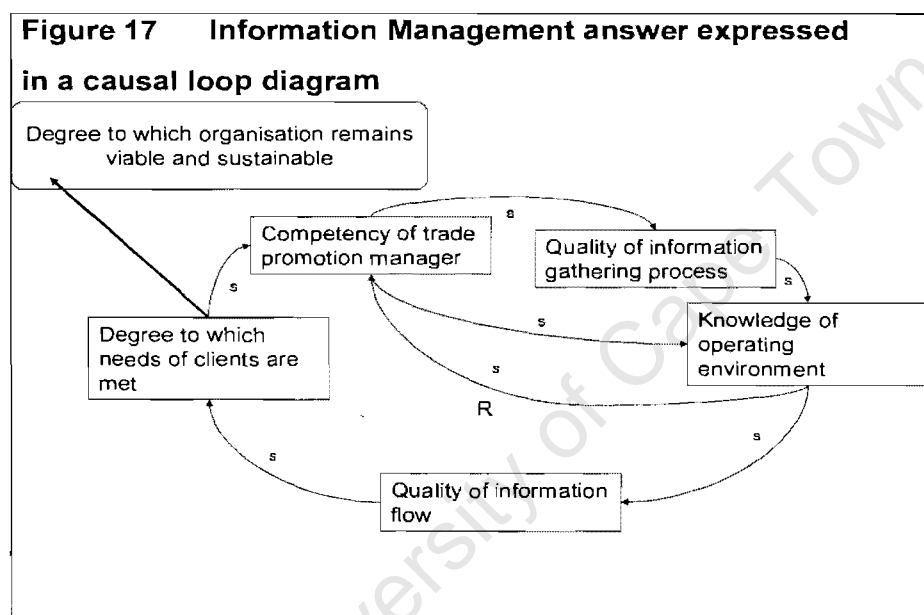 Figure 17 Information Management answer expressed
in a causal loop diagram
Degree to which organisation remains
viable and sustainable
Competency of trade
promotion manager
s
Quality of information
gathering process
s
s
s
Knowledge of
operating
environment
Degree to which
needs of clients are
met
s
R
s
s
Quality of information
flow
University of Cape Town